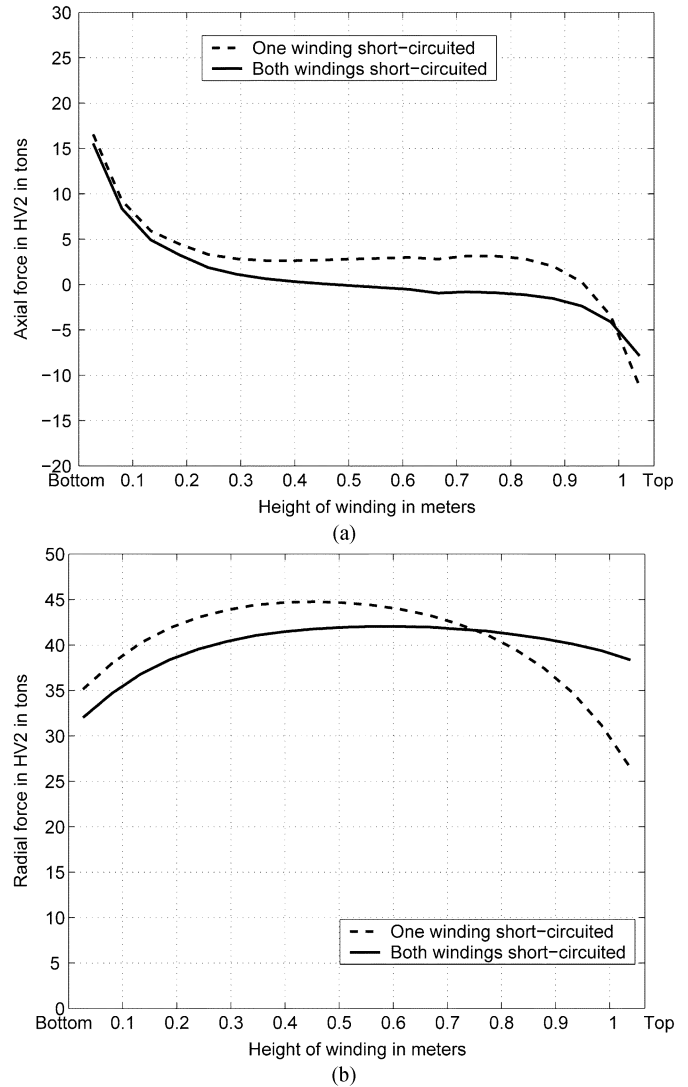 30
25
20
15
10
5
0
−5
−10
−15
−20
Axial force in HV2 in tons
One winding short−circuited
Both windings short−circuited
Bottom 0.1 0.2 0.3 0.4 0.5 0.6 0.7 0.8 0.9 1 Top
Height of winding in meters
(a)
50
45
40
35
30
25
20
15
10
5
0
Radial force in HV2 in tons
One winding short−circuited
Both windings short−circuited
Bottom 0.1 0.2 0.3 0.4 0.5 0.6 0.7 0.8 0.9 1 Top
Height of winding in meters
(b)